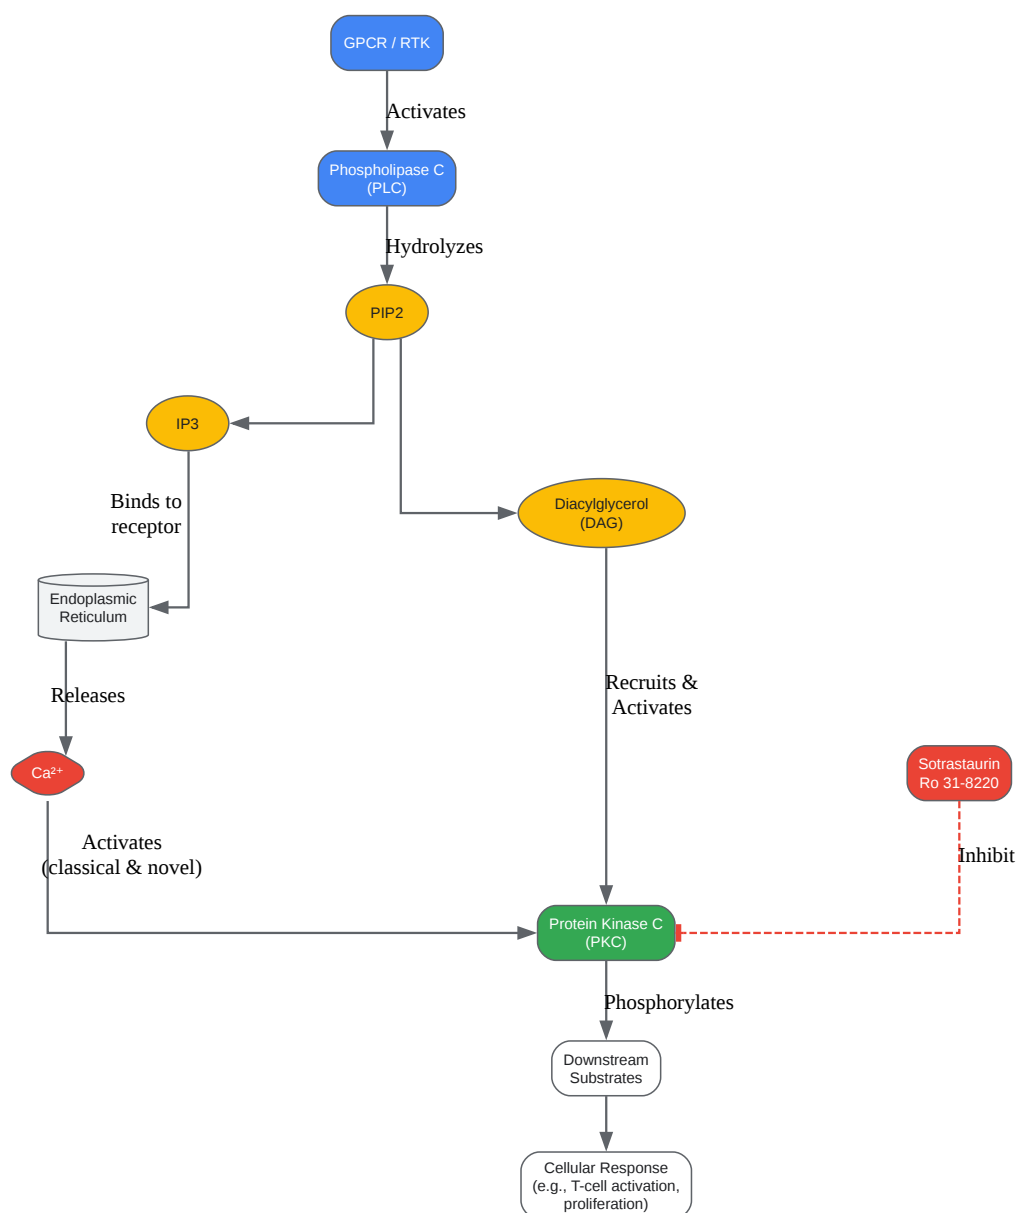 GPCR / RTK
Activates
Phospholipase C
(PLC)
Hydrolyzes
PIP2
IP3
Binds to
receptor
Diacylglycerol
(DAG)
Endoplasmic
Reticulum
Releases
Recruits &
Activates
Ca²⁺
Sotrastaurin
Ro 31-8220
Activates
(classical & novel)
Inhibit
Protein Kinase C
(PKC)
Phosphorylates
Downstream
Substrates
Cellular Response
(e.g., T-cell activation,
proliferation)